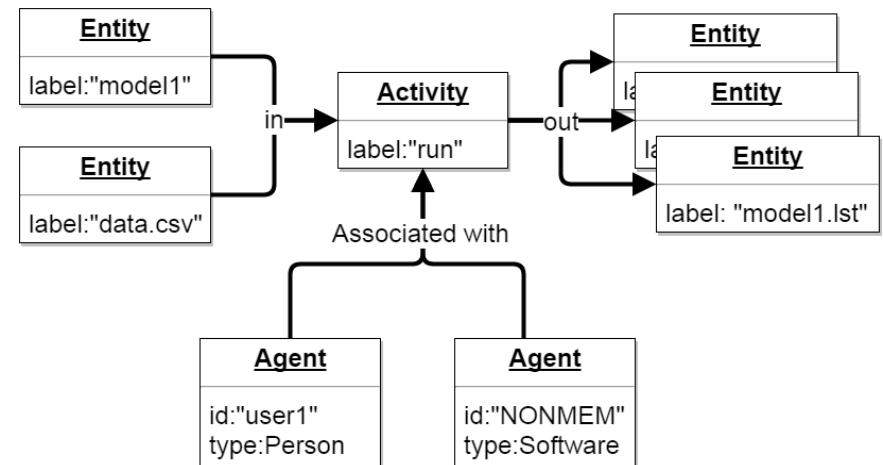 Entity
label:"model1"
Entity
label:"data.csv"
in
Activity
label:"run"
out
Entity
Entity
Entity
label: "model1.lst"
Associated with
Agent
id:"user1"
type:Person
Agent
id:"NONMEM"
type:Software